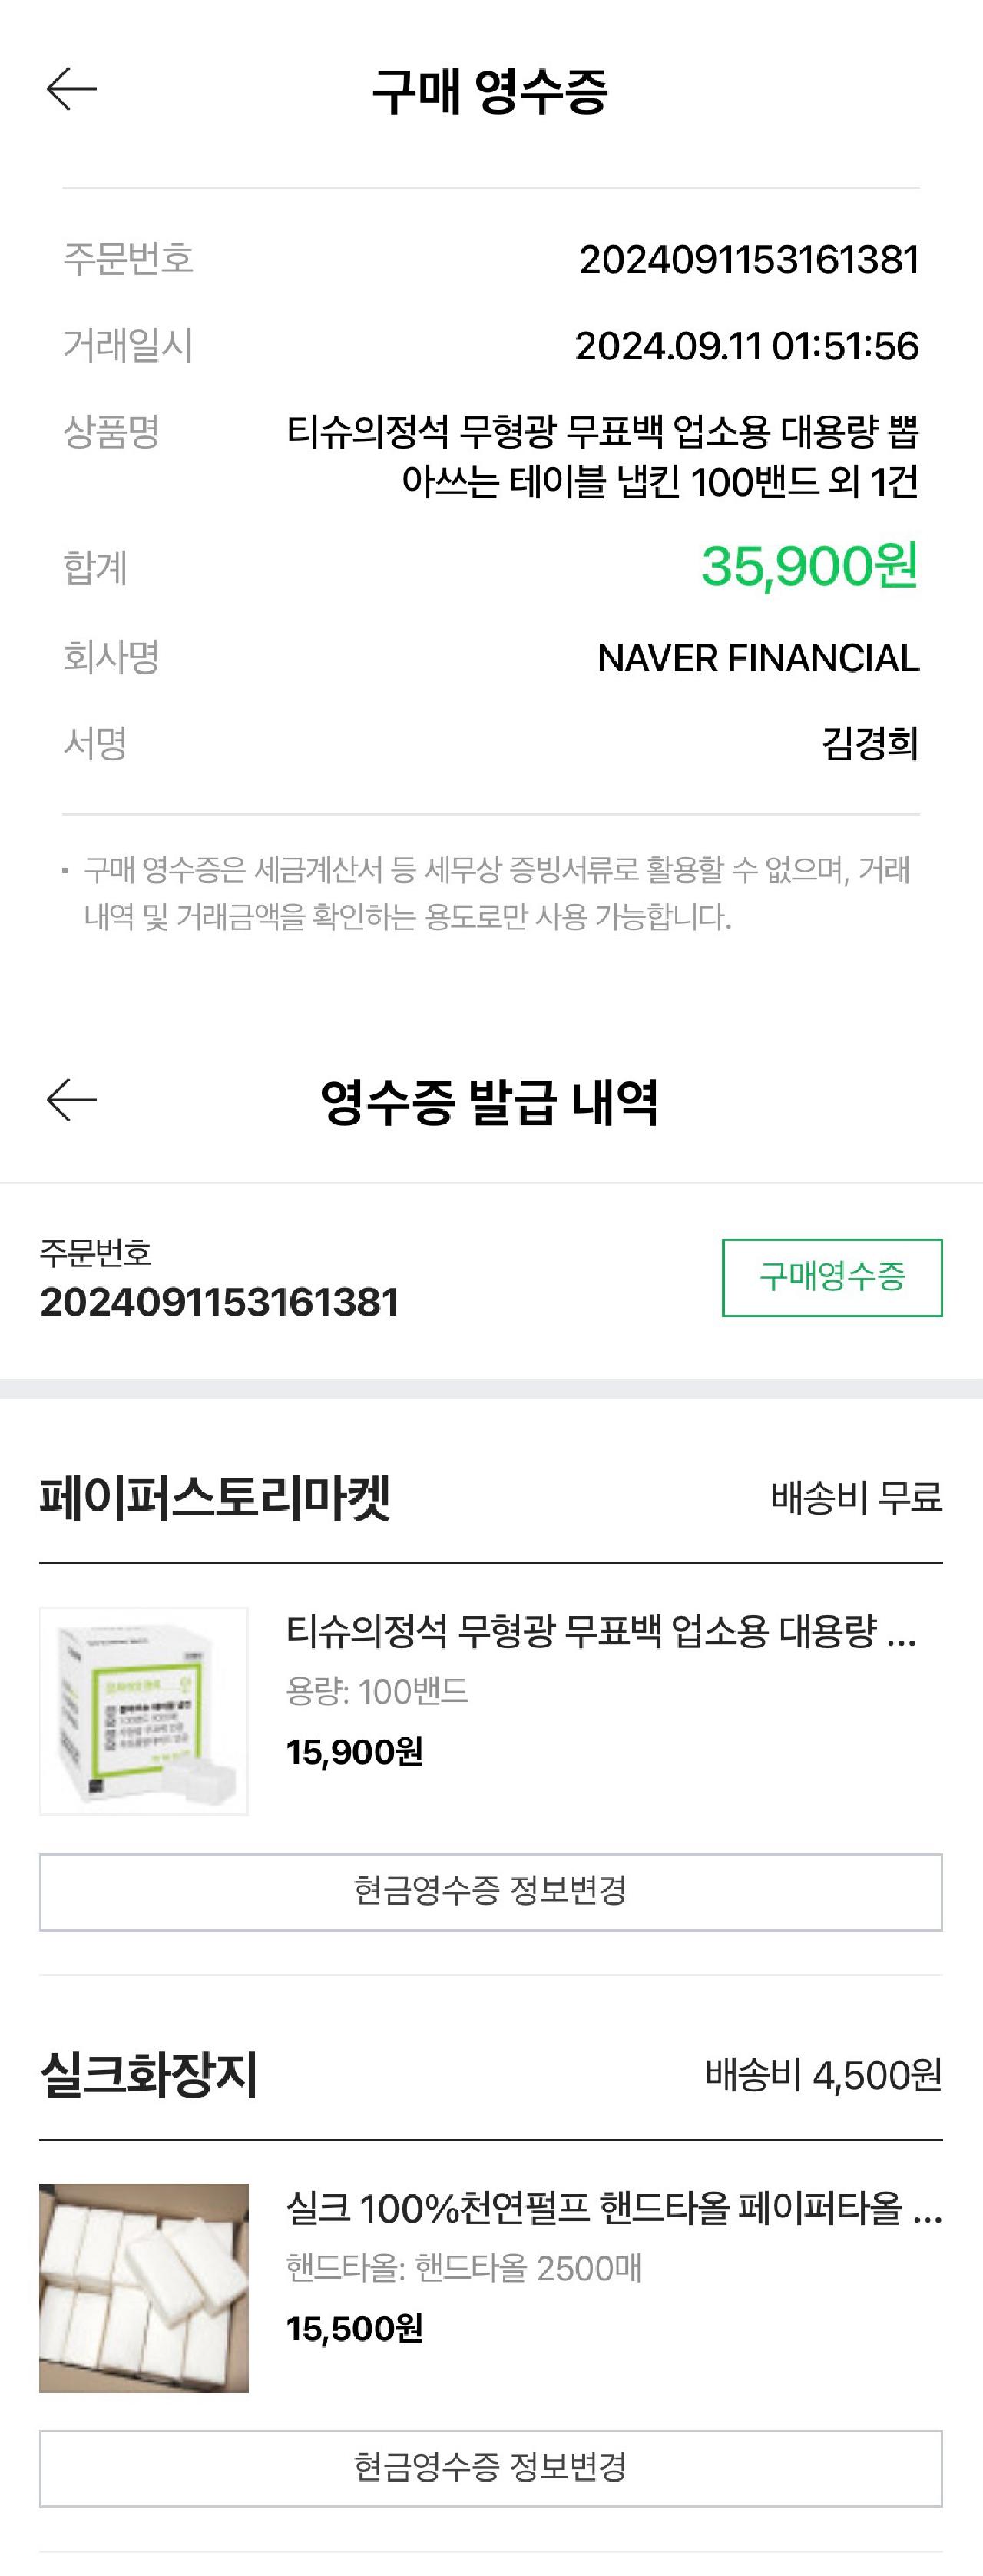 구매 영수증
주문번호 2024091153161381
거래일시 2024.09.11 01:51:56
상품명 티슈의정석 무형광 무표백 업소용 대용량 뽑
아쓰는 테이블 냅킨 100밴드 외 1건
합계 35,900원
회사명 NAVER FINANCIAL
서명 김경희
· 구매 영수증은 세금계산서 등 세무상 증빙서류로 활용할 수 없으며, 거래
내역 및 거래금액을 확인하는 용도로만 사용 가능합니다.
영수증 발급 내역
주문번호
2024091153161381
구매영수증
페이퍼스토리마켓 배송비 무료
티슈의정석 무형광 무표백 업소용 대용량 ...
용량: 100밴드
15,900원
현금영수증 정보변경
실크화장지 배송비 4,500원
실크 100%천연펄프 핸드타올 페이퍼타올 ...
핸드타올: 핸드타올 2500매
15,500원
현금영수증 정보변경